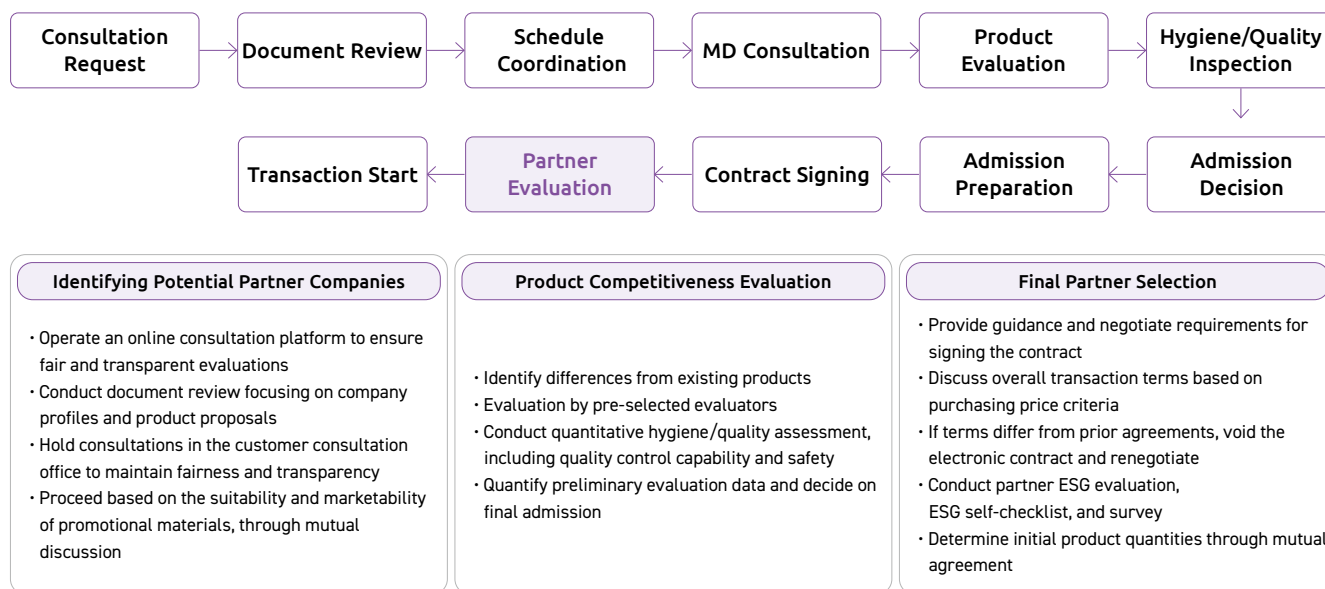 Consultation
Request
Document Review
Schedule
Coordination
MD Consultation
Product
Evaluation
Hygiene/Quality
Inspection
Transaction Start
Partner
Evaluation
Contract Signing
Admission
Preparation
Admission
Decision
Identifying Potential Partner Companies
· Operate an online consultation platform to ensure
fair and transparent evaluations
· Conduct document review focusing on company
profiles and product proposals
· Hold consultations in the customer consultation
office to maintain fairness and transparency
· Proceed based on the suitability and marketability
of promotional materials, through mutual
discussion
Product Competitiveness Evaluation
· Identify differences from existing products
· Evaluation by pre-selected evaluators
· Conduct quantitative hygiene/quality assessment,
including quality control capability and safety
· Quantify preliminary evaluation data and decide on
final admission
Final Partner Selection
· Provide guidance and negotiate requirements for
signing the contract
· Discuss overall transaction terms based on
purchasing price criteria
· If terms differ from prior agreements, void the
electronic contract and renegotiate
· Conduct partner ESG evaluation,
ESG self-checklist, and survey
· Determine initial product quantities through mutual
agreement